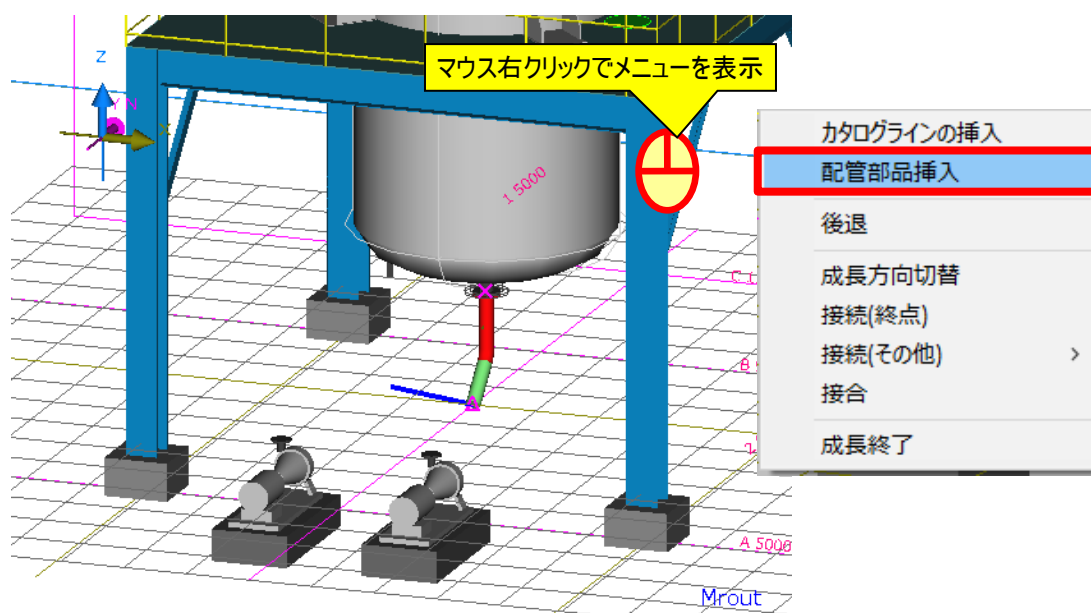 マウス右クリックでメニューを表示
Z
Y N
X
1 5000
カタログラインの挿入
配管部品挿入
後退
成長方向切替
接続(終点)
接続(その他) >
接合
成長終了
A 5000
Mrout